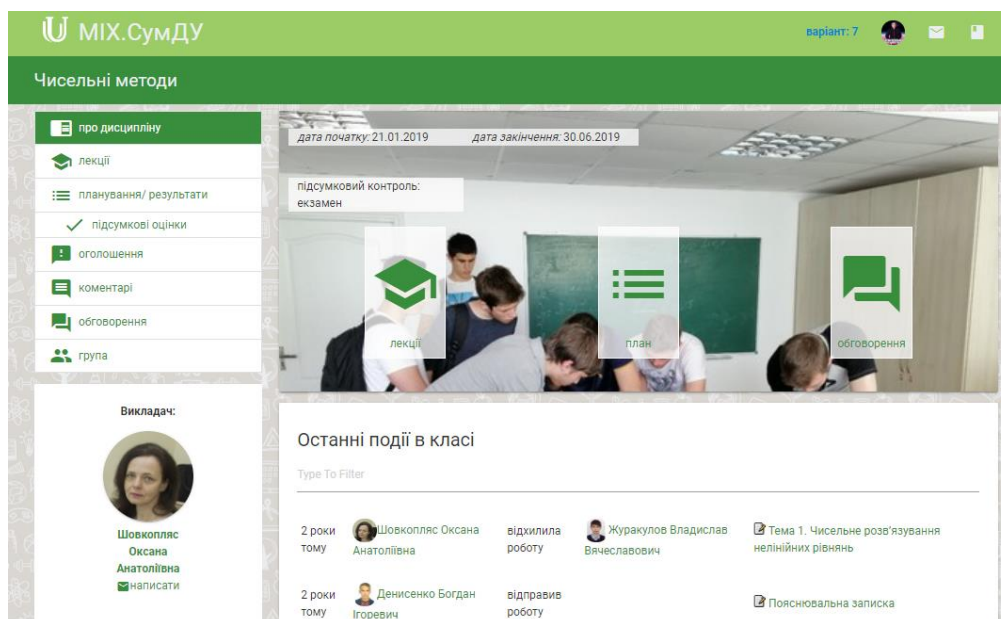 МІХ.СумДУ
варіант: 7
Чисельні методи
про дисципліну
лекції
планування/ результати
підсумкові оцінки
оголошення
коментарі
обговорення
група
Викладач:
Шовкопляс
Оксана
Анатоліївна
написати
дата початку: 21.01.2019 дата закінчення: 30.06.2019
підсумковий контроль:
екзамен
лекції
план
обговорення
Останні події в класі
Type To Filter
2 роки Шовкопляс Оксана відхилила Журакулов Владислав Тема 1. Чисельне розв'язування
тому Анатоліївна роботу Вячеславович нелінійних рівнянь
2 роки Денисенко Богдан відправив Пояснювальна записка
тому Ігоревич роботу